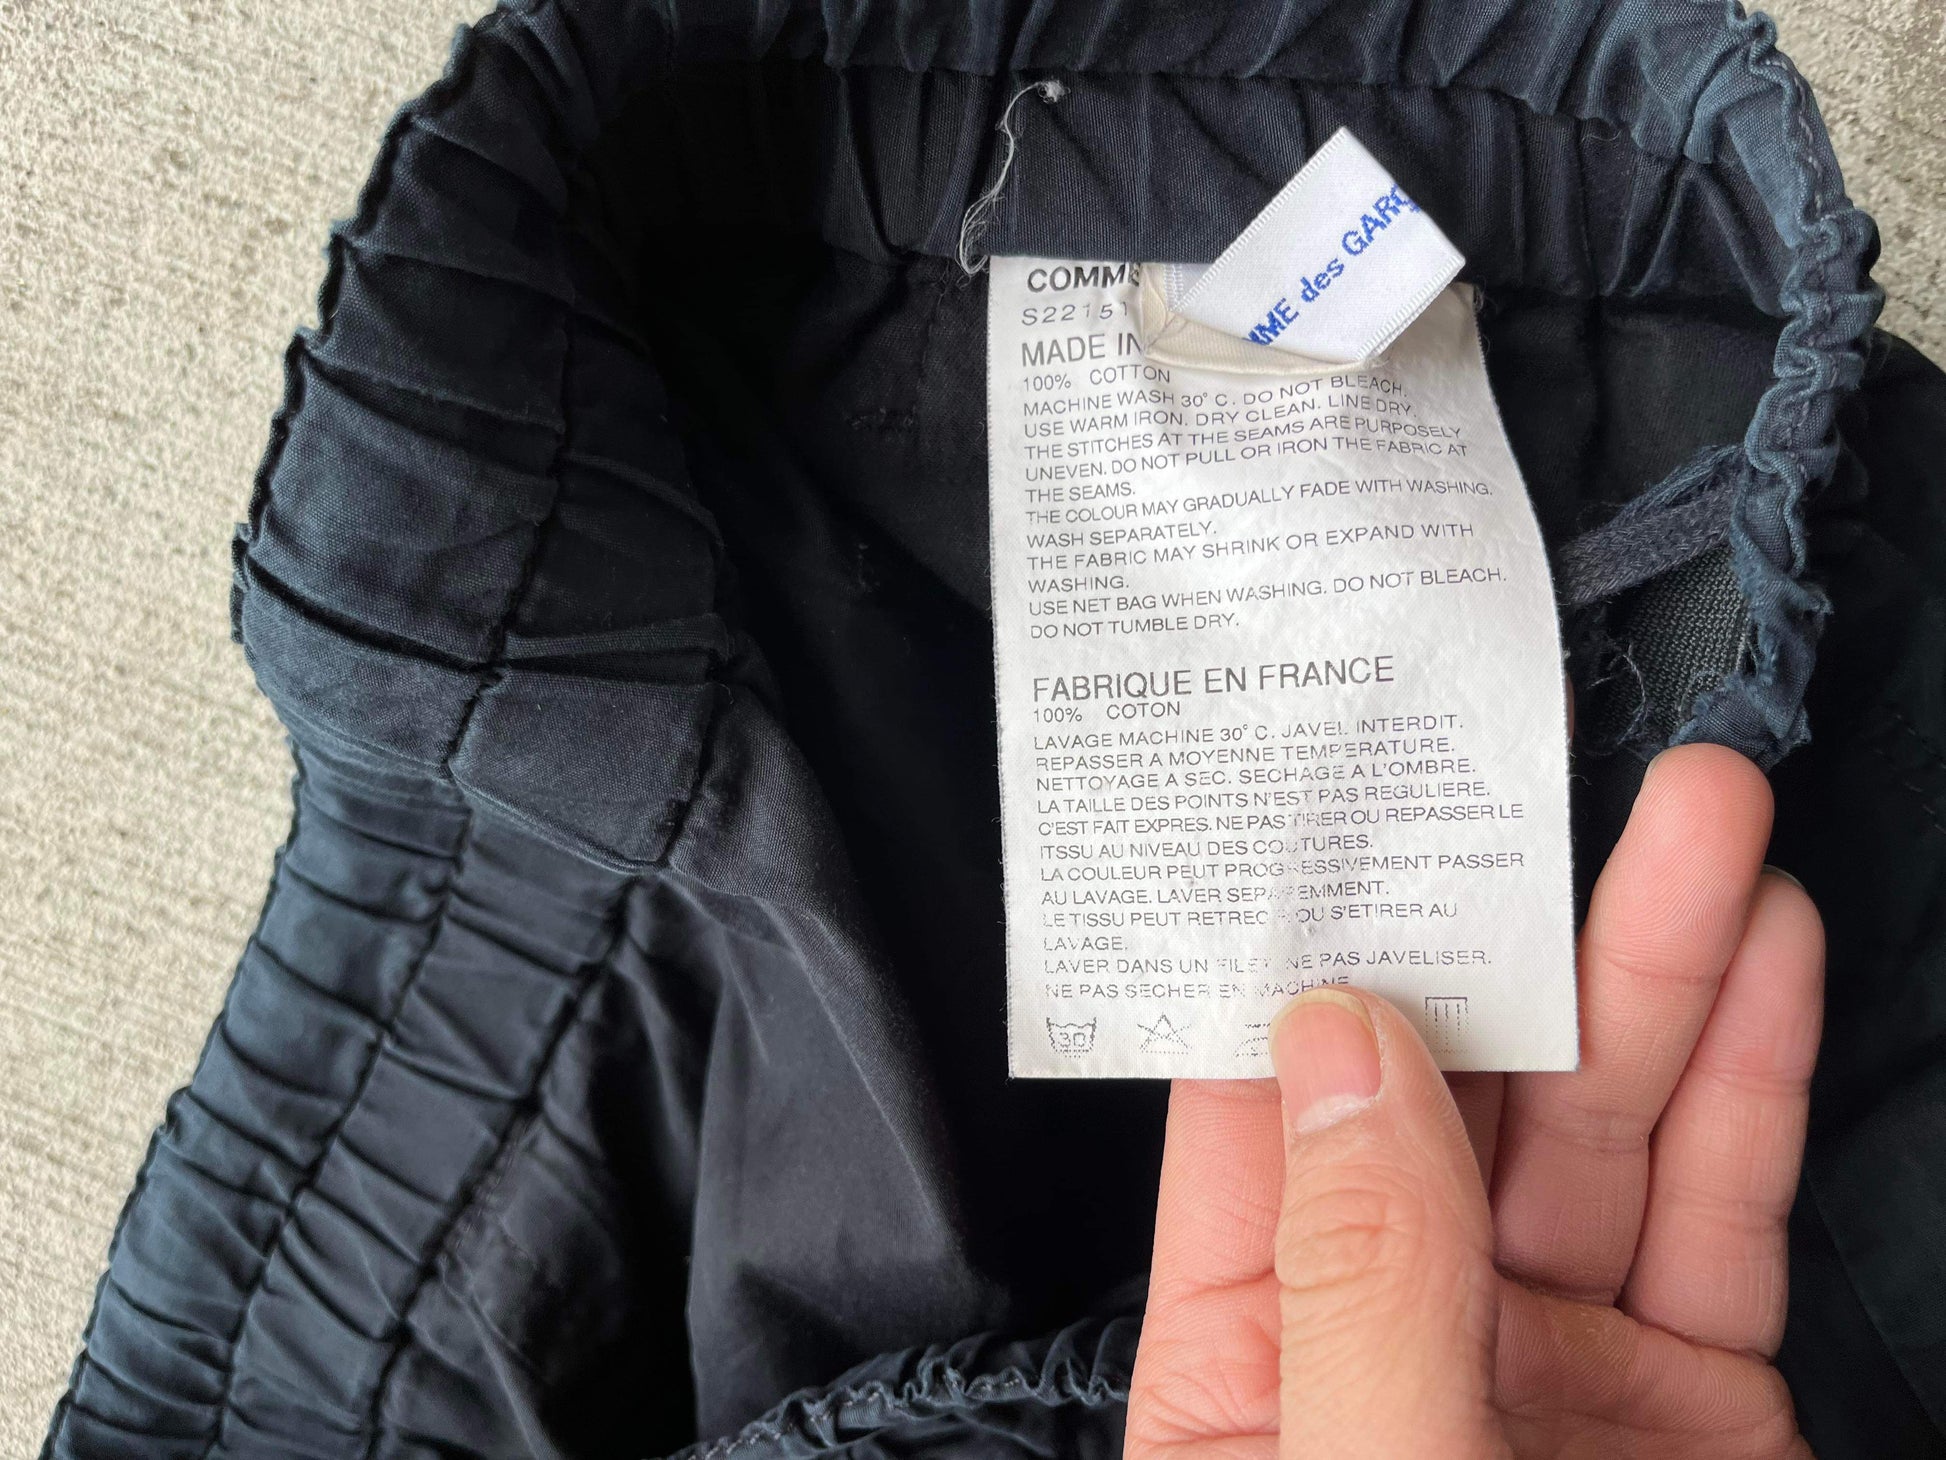 MME des GARÇ
COMME
S22151
MADE IN
100% COTTON
MACHINE WASH 30° C. DO NOT BLEACH.
USE WARM IRON. DRY CLEAN. LINE DRY.
THE STITCHES AT THE SEAMS ARE PURPOSELY
UNEVEN. DO NOT PULL OR IRON THE FABRIC AT
THE SEAMS.
THE COLOUR MAY GRADUALLY FADE WITH WASHING.
WASH SEPARATELY.
THE FABRIC MAY SHRINK OR EXPAND WITH
WASHING.
USE NET BAG WHEN WASHING. DO NOT BLEACH.
DO NOT TUMBLE DRY.
FABRIQUE EN FRANCE
100% COTON
LAVAGE MACHINE 30° C. JAVEL INTERDIT.
REPASSER A MOYENNE TEMPERATURE.
NETTOYAGE A SEC. SECHAGE A L'OMBRE.
LA TAILLE DES POINTS N'EST PAS REGULIERE.
C'EST FAIT EXPRES. NE PAS TIRER OU REPASSER LE
ITSSU AU NIVEAU DES COUTURES.
LA COULEUR PEUT PROGRESSIVEMENT PASSER
AU LAVAGE. LAVER SEPAREMMENT.
LE TISSU PEUT RETREC OU S'ETIRER AU
LAVAGE.
LAVER DANS UN FILET NE PAS JAVELISER.
NE PAS SECHER EN MACHINE
30